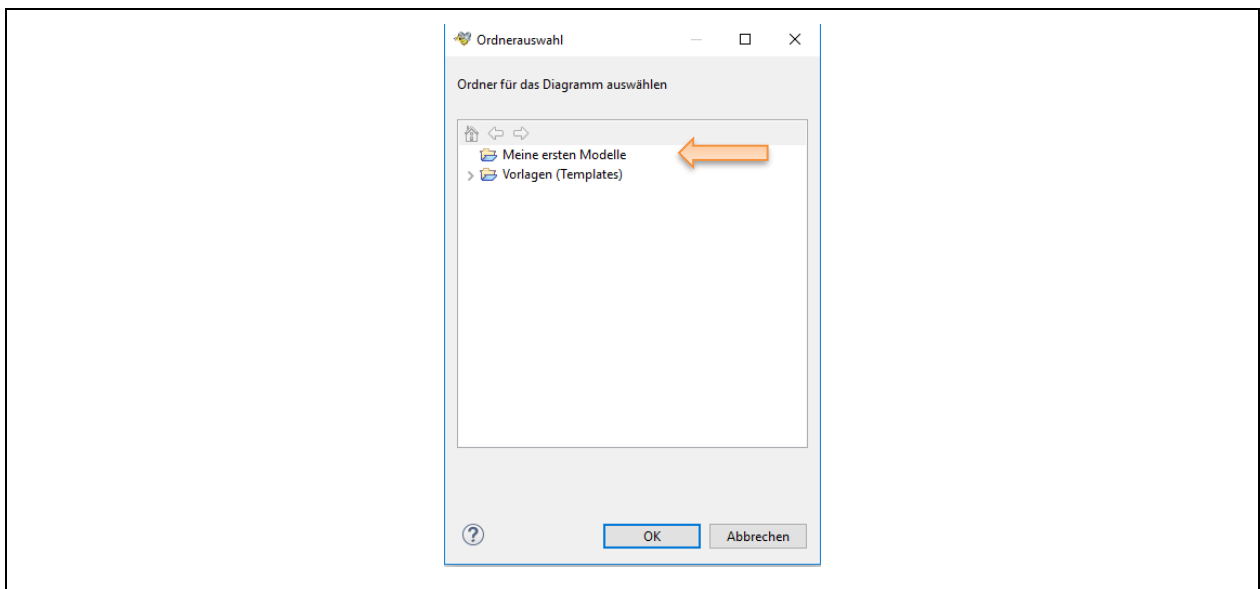 Ordnerauswahl
Ordner für das Diagramm auswählen
Meine ersten Modelle
Vorlagen (Templates)
OK Abbrechen